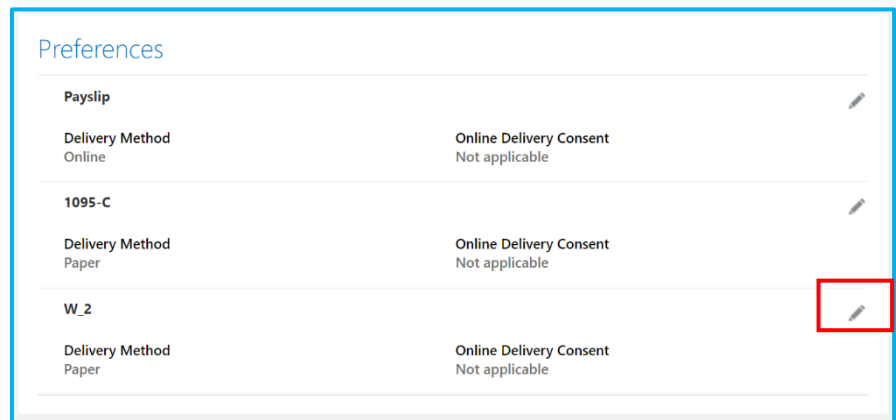 Preferences
Payslip
Delivery Method Online Delivery Consent
Online Not applicable
1095-C
Delivery Method Online Delivery Consent
Paper Not applicable
W_2
Delivery Method Online Delivery Consent
Paper Not applicable